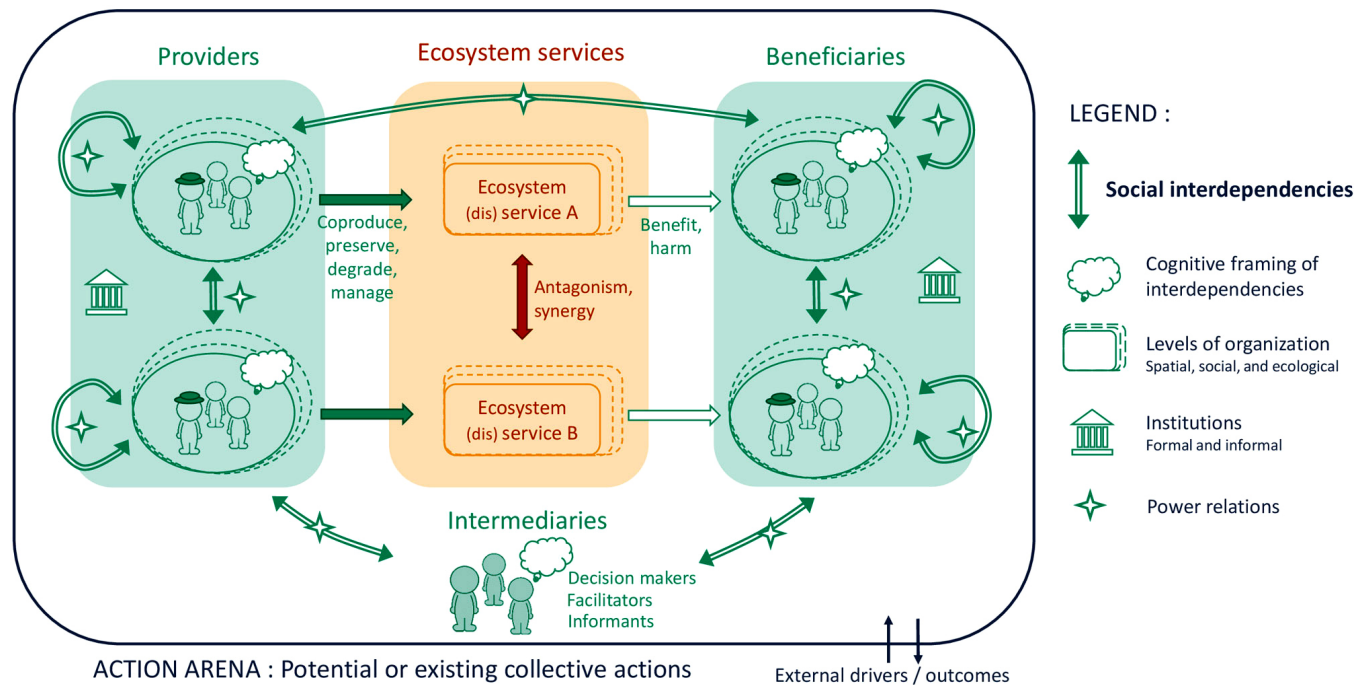 Providers
Ecosystem services
Beneficiaries
Ecosystem
(dis) service A
Coproduce,
preserve,
degrade,
manage
Benefit,
harm
Antagonism,
synergy
Ecosystem
(dis) service B
Intermediaries
Decision makers
Facilitators
Informants
ACTION ARENA : Potential or existing collective actions
External drivers / outcomes
LEGEND :
Social interdependencies
Cognitive framing of
interdependencies
Levels of organization
Spatial, social, and ecological
Institutions
Formal and informal
Power relations